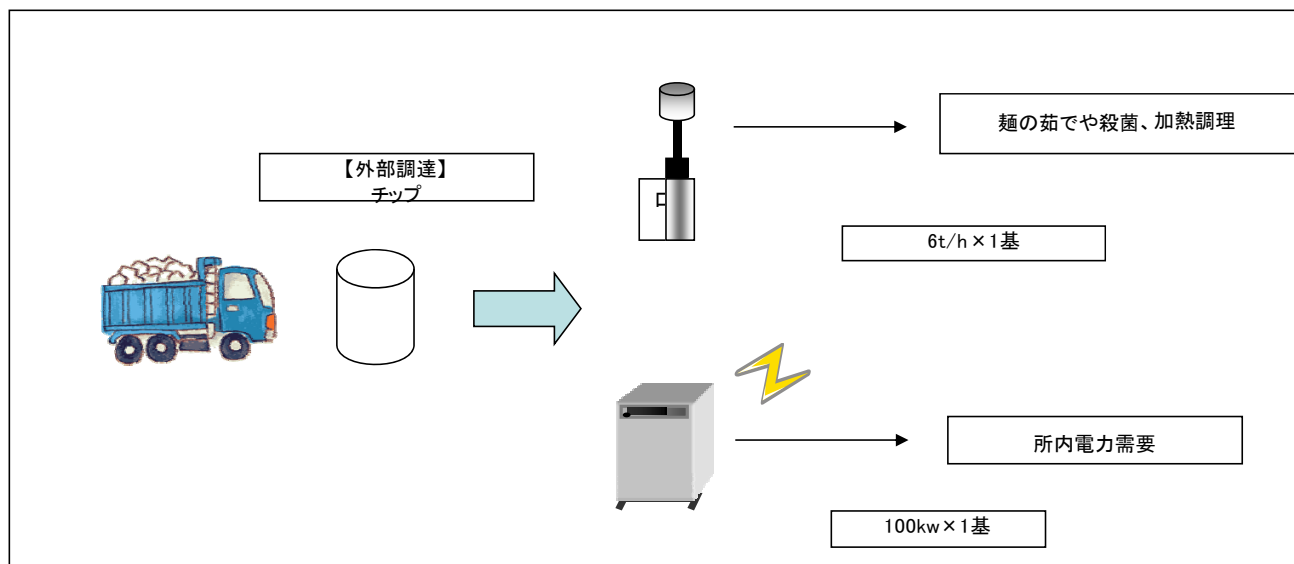 【外部調達】
チップ
麺の茹でや殺菌、加熱調理
6t/h×1基
所内電力需要
100kw×1基